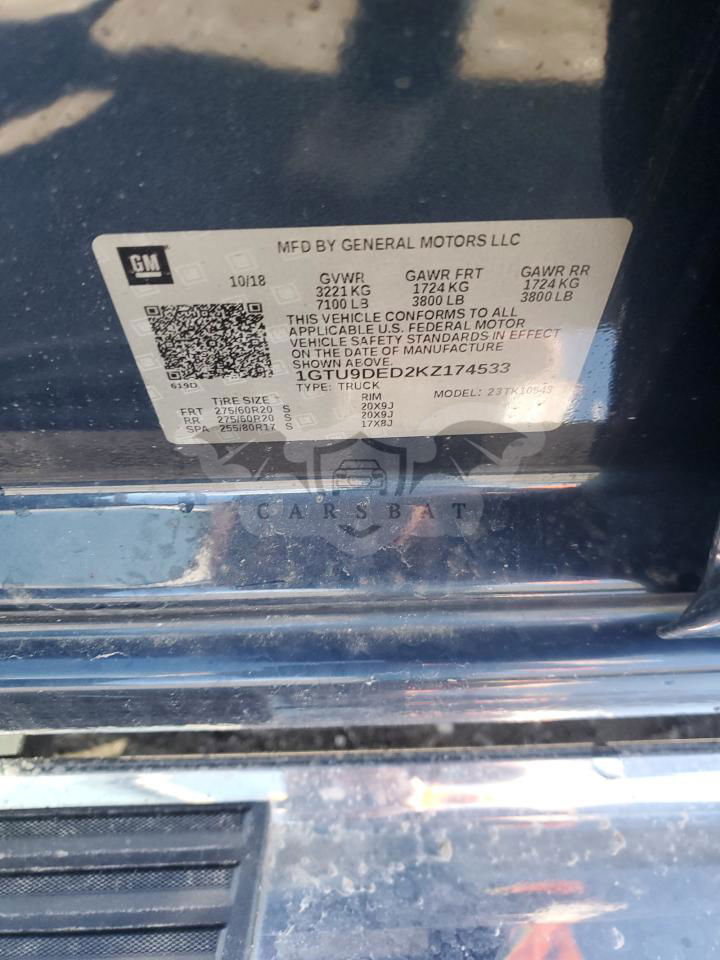 GM
MFD BY GENERAL MOTORS LLC
10/18 GVWR GAWR FRT GAWR RR
3221 KG 1724 KG 1724 KG
7100 LB 3800 LB 3800 LB
THIS VEHICLE CONFORMS TO ALL
APPLICABLE U.S. FEDERAL MOTOR
VEHICLE SAFETY STANDARDS IN EFFECT
ON THE DATE OF MANUFACTURE
SHOWN ABOVE.
619D
1GTU9DED2KZ174533
TYPE: TRUCK MODEL:
TIRE SIZE RIM
FRT 275/60R20 S 20X9J
RR 275/60R20 S 20X9J
SPA 255/80R17 S 17X8J
CARSBAT